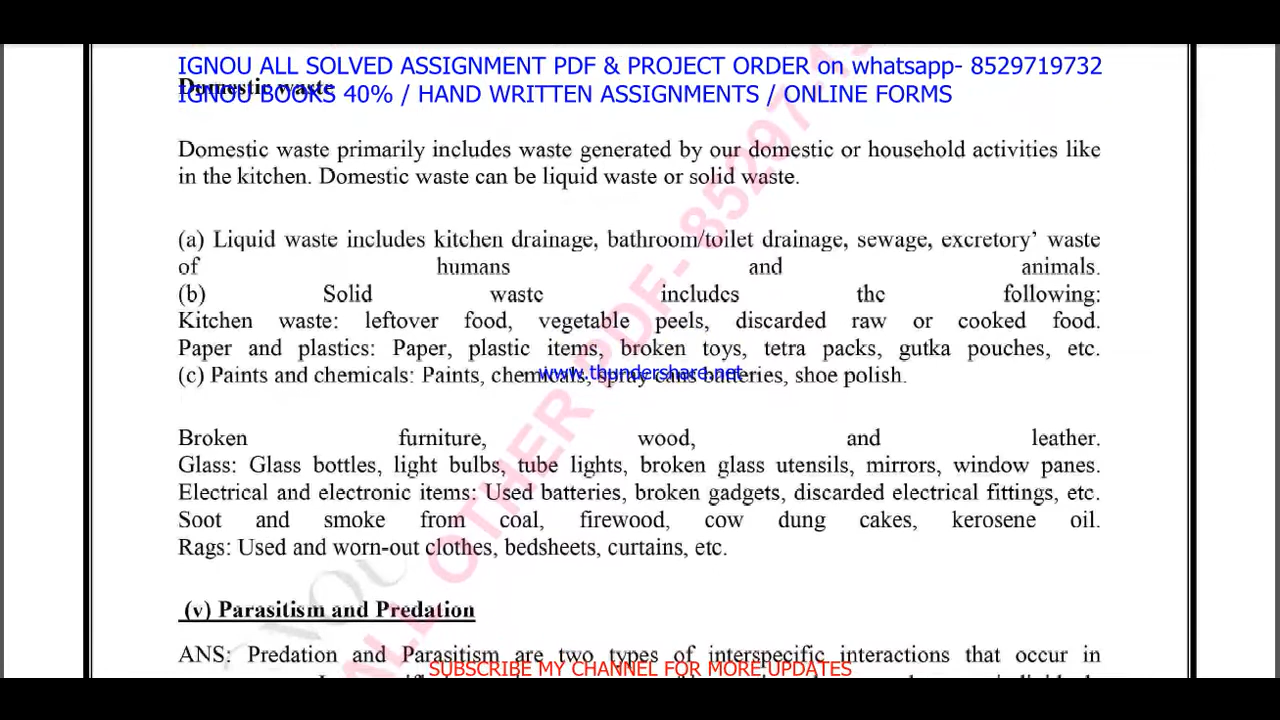 IGNOU ALL SOLVED ASSIGNMENT PDF & PROJECT ORDER on whatsapp- 8529719732
Domestic waste
IGNOU BOOKS 40% / HAND WRITTEN ASSIGNMENTS / ONLINE FORMS
Domestic waste primarily includes waste generated by our domestic or household activities like
in the kitchen. Domestic waste can be liquid waste or solid waste.
(a) Liquid waste includes kitchen drainage, bathroom/toilet drainage, sewage, excretory’ waste
of humans and animals.
(b) Solid waste includes the following:
Kitchen waste: leftover food, vegetable peels, discarded raw or cooked food.
Paper and plastics: Paper, plastic items, broken toys, tetra packs, gutka pouches, etc.
(c) Paints and chemicals: Paints, chemicals, spray cans batteries, shoe polish.
www.thundershare.net
Broken furniture, wood, and leather.
Glass: Glass bottles, light bulbs, tube lights, broken glass utensils, mirrors, window panes.
Electrical and electronic items: Used batteries, broken gadgets, discarded electrical fittings, etc.
Soot and smoke from coal, firewood, cow dung cakes, kerosene oil.
Rags: Used and worn-out clothes, bedsheets, curtains, etc.
(v) Parasitism and Predation
ANS: Predation and Parasitism are two types of interspecific interactions that occur in
SUBSCRIBE MY CHANNEL FOR MORE UPDATES
IGNOU
ALL OTHER PDF- 852971